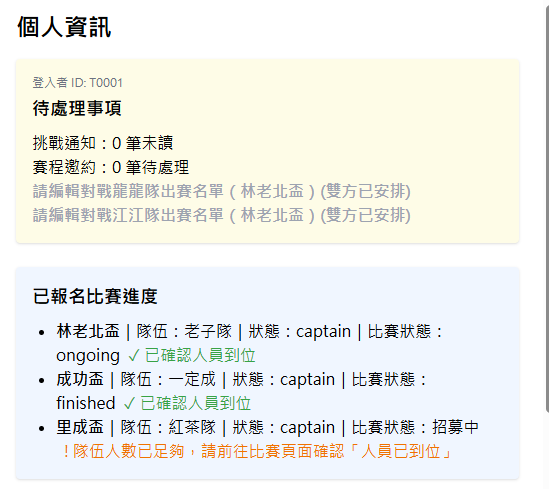 個人資訊
登入者 ID: T0001
待處理事項
挑戰通知：0 筆未讀
賽程邀約：0 筆待處理
請編輯對戰龍龍隊出賽名單（林老北盃）(雙方已安排)
請編輯對戰江江隊出賽名單（林老北盃）(雙方已安排)
已報名比賽進度
• 林老北盃 | 隊伍：老子隊 | 狀態：captain | 比賽狀態：
ongoing ✓ 已確認人員到位
• 成功盃 | 隊伍：一定成 | 狀態：captain | 比賽狀態：
finished ✓ 已確認人員到位
• 里成盃 | 隊伍：紅茶隊 | 狀態：captain | 比賽狀態：招募中
！隊伍人數已足夠，請前往比賽頁面確認「人員已到位」